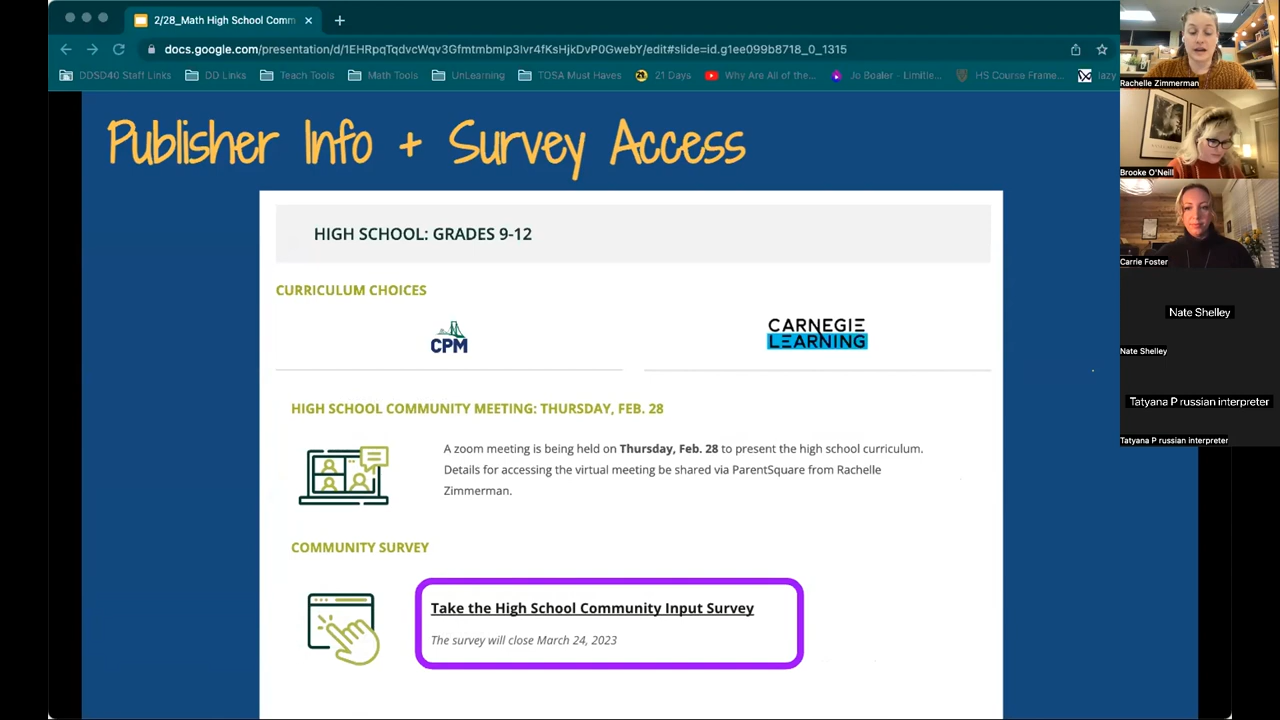 2/28_Math High School Comm
docs.google.com/presentation/d/1EHRpqTqdvcWqv3Gfmtmbmlp3lvr4fKsHjkDvP0GwebY/edit#slide=id.g1ee099b8718_0_1315
DDSD40 Staff Links DD Links Teach Tools Math Tools UnLearning TOSA Must Haves 21 Days Why Are All of the... Jo Boaler - Limitle... HS Course Frame... lazy
Publisher Info + Survey Access
HIGH SCHOOL: GRADES 9-12
CURRICULUM CHOICES
CPM
CARNEGIE
LEARNING
HIGH SCHOOL COMMUNITY MEETING: THURSDAY, FEB. 28
A zoom meeting is being held on Thursday, Feb. 28 to present the high school curriculum.
Details for accessing the virtual meeting be shared via ParentSquare from Rachelle
Zimmerman.
COMMUNITY SURVEY
Take the High School Community Input Survey
The survey will close March 24, 2023
Rachelle Zimmerman
Brooke O'Neill
Carrie Foster
Nate Shelley
Nate Shelley
Tatyana P russian interpreter
Tatyana P russian interpreter